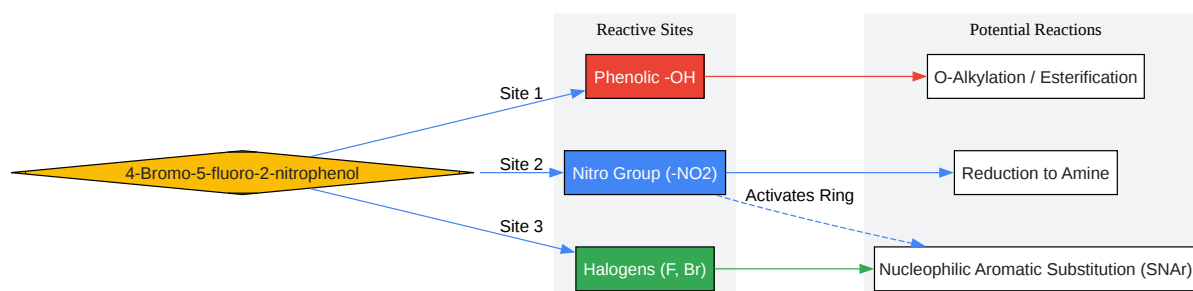 Reactive Sites
Potential Reactions
Phenolic -OH
O-Alkylation / Esterification
Site 1
4-Bromo-5-fluoro-2-nitrophenol
Site 2
Nitro Group (-NO2)
Reduction to Amine
Activates Ring
Site 3
Halogens (F, Br)
Nucleophilic Aromatic Substitution (SNAr)